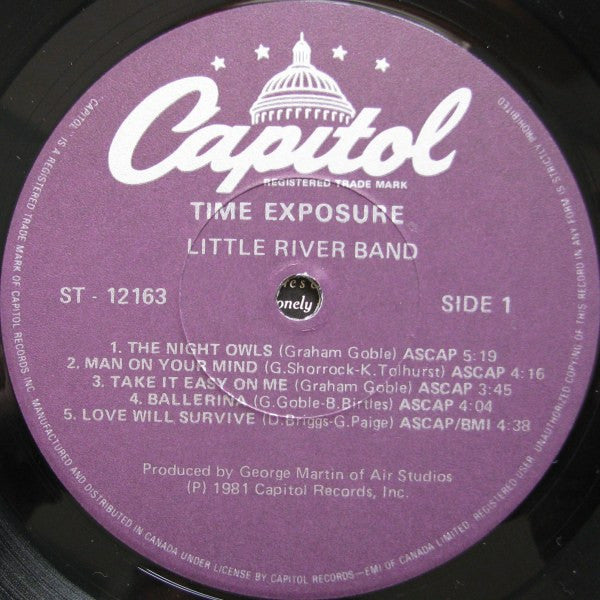 Capitol
REGISTERED TRADE MARK
TIME EXPOSURE
LITTLE RIVER BAND
ST - 12163
SIDE 1
lonely
1. THE NIGHT OWLS (Graham Goble) ASCAP 5:19
2. MAN ON YOUR MIND (G.Shorrock-K.Tolhurst) ASCAP 4:16
3. TAKE IT EASY ON ME (Graham Goble) ASCAP 3:45
4. BALLERINA (G.Goble-B.Birtles) ASCAP 4:04
5. LOVE WILL SURVIVE (D.Briggs-G.Paige) ASCAP/BMI 4:38
Produced by George Martin of Air Studios
(P) 1981 Capitol Records, Inc.
CAPITOL IS A REGISTERED TRADE MARK OF CAPITOL RECORDS INC. MANUFACTURED AND DISTRIBUTED IN CANADA UNDER LICENSE BY CAPITOL RECORDS—EMI OF CANADA LIMITED. UNAUTHORIZED COPYING OF THIS RECORD IN ANY FORM IS STRICTLY PROHIBITED